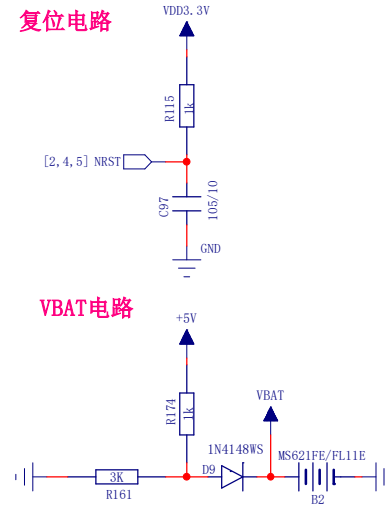 复位电路
VDD3.3V
R115
1k
[2,4,5] NRST
C97
105/10
GND
VBAT电路
+5V
R174
1k
VBAT
1N4148WS
MS621FE/FL11E
3K
D9
R161
B2